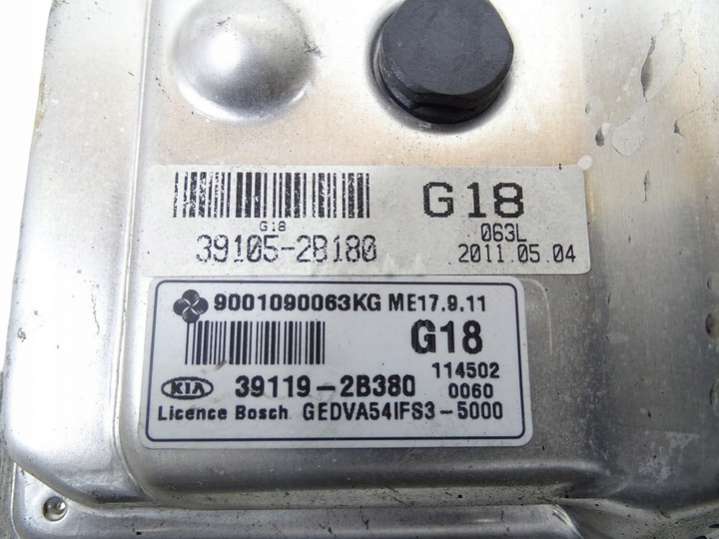 G18
G18
39105-2B180
063L
2011.05.04
9001090063KG ME17.9.11
G18
KIA 39119-2B380
114502
0060
Licence Bosch GEDVA54IFS3-5000